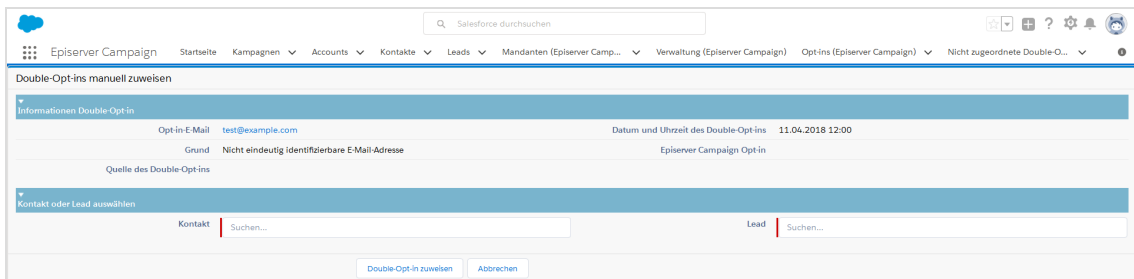 Salesforce durchsuchen
Episerver Campaign Startseite Kampagnen Accounts Kontakte Leads Mandanten (Episerver Camp... Verwaltung (Episerver Campaign) Opt-ins (Episerver Campaign) Nicht zugeordnete Double-O...
Double-Opt-ins manuell zuweisen
Informationen Double-Opt-in
Opt-in-E-Mail test@example.com Datum und Uhrzeit des Double-Opt-ins 11.04.2018 12:00
Grund Nicht eindeutig identifizierbare E-Mail-Adresse Episerver Campaign Opt-in
Quelle des Double-Opt-ins
Kontakt oder Lead auswählen
Kontakt Suchen... Lead Suchen...
Double-Opt-in zuweisen Abbrechen